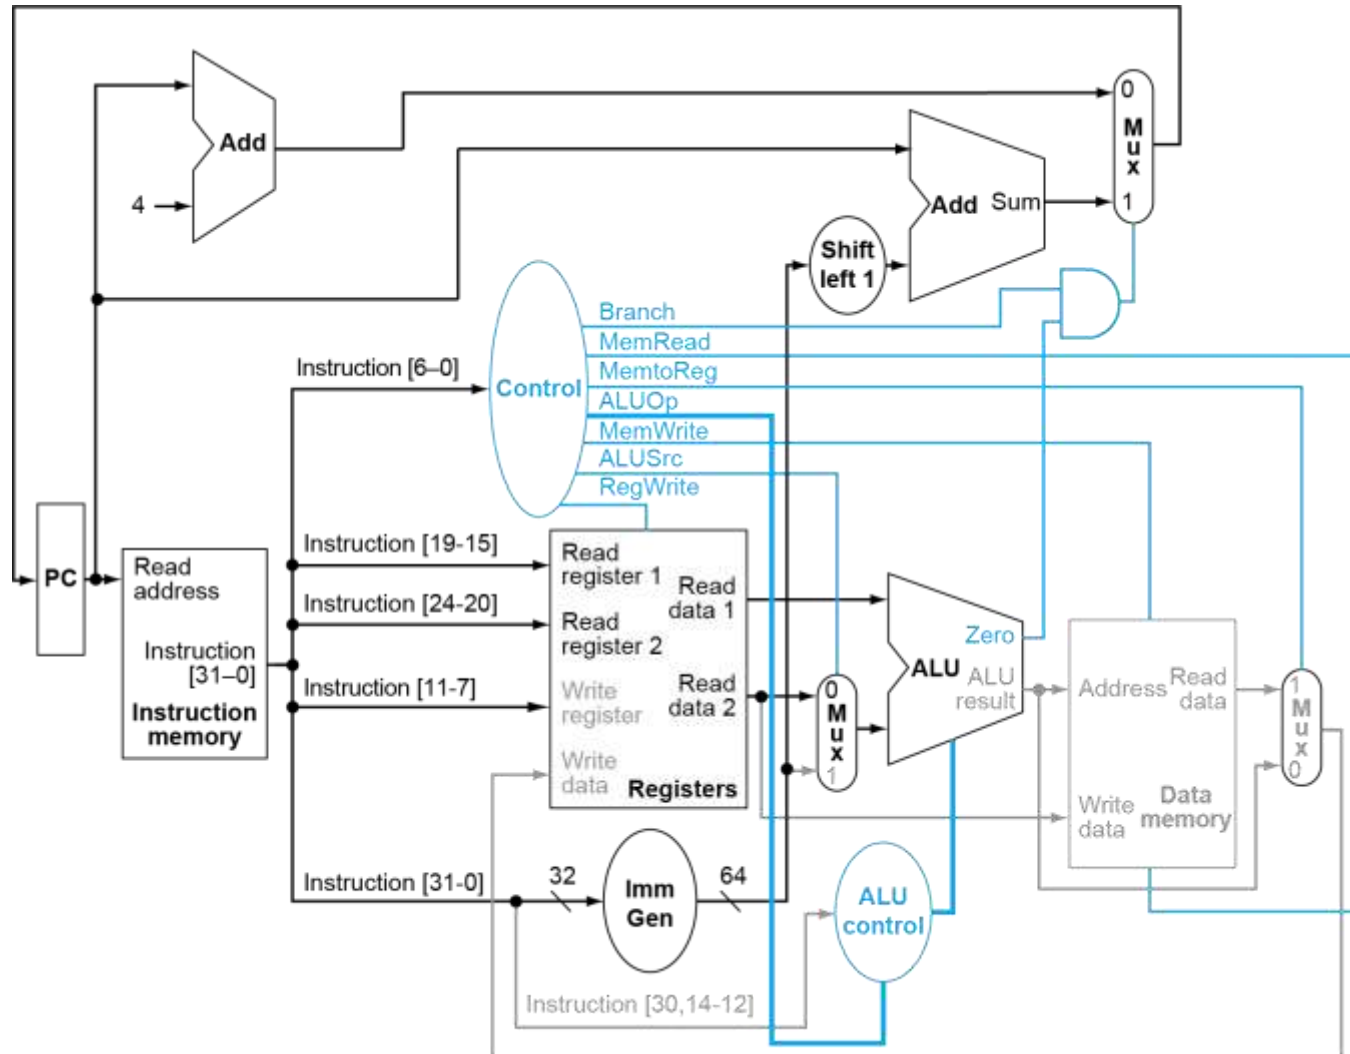 0
M
u
x
1
Add
4
Add Sum
Shift
left 1
Branch
MemRead
MemtoReg
ALUOp
MemWrite
ALUSrc
RegWrite
Control
Instruction [6–0]
PC
Read
address
Instruction
[31–0]
Instruction
memory
Instruction [19-15]
Instruction [24-20]
Instruction [11-7]
Instruction [31-0]
Read
register 1
Read
register 2
Write
register
Write
data
Read
data 1
Read
data 2
Registers
0
M
u
x
1
Zero
ALU
ALU
result
Address
Read
data
Write
data
Data
memory
1
M
u
x
0
32
Imm
Gen
64
ALU
control
Instruction [30,14-12]